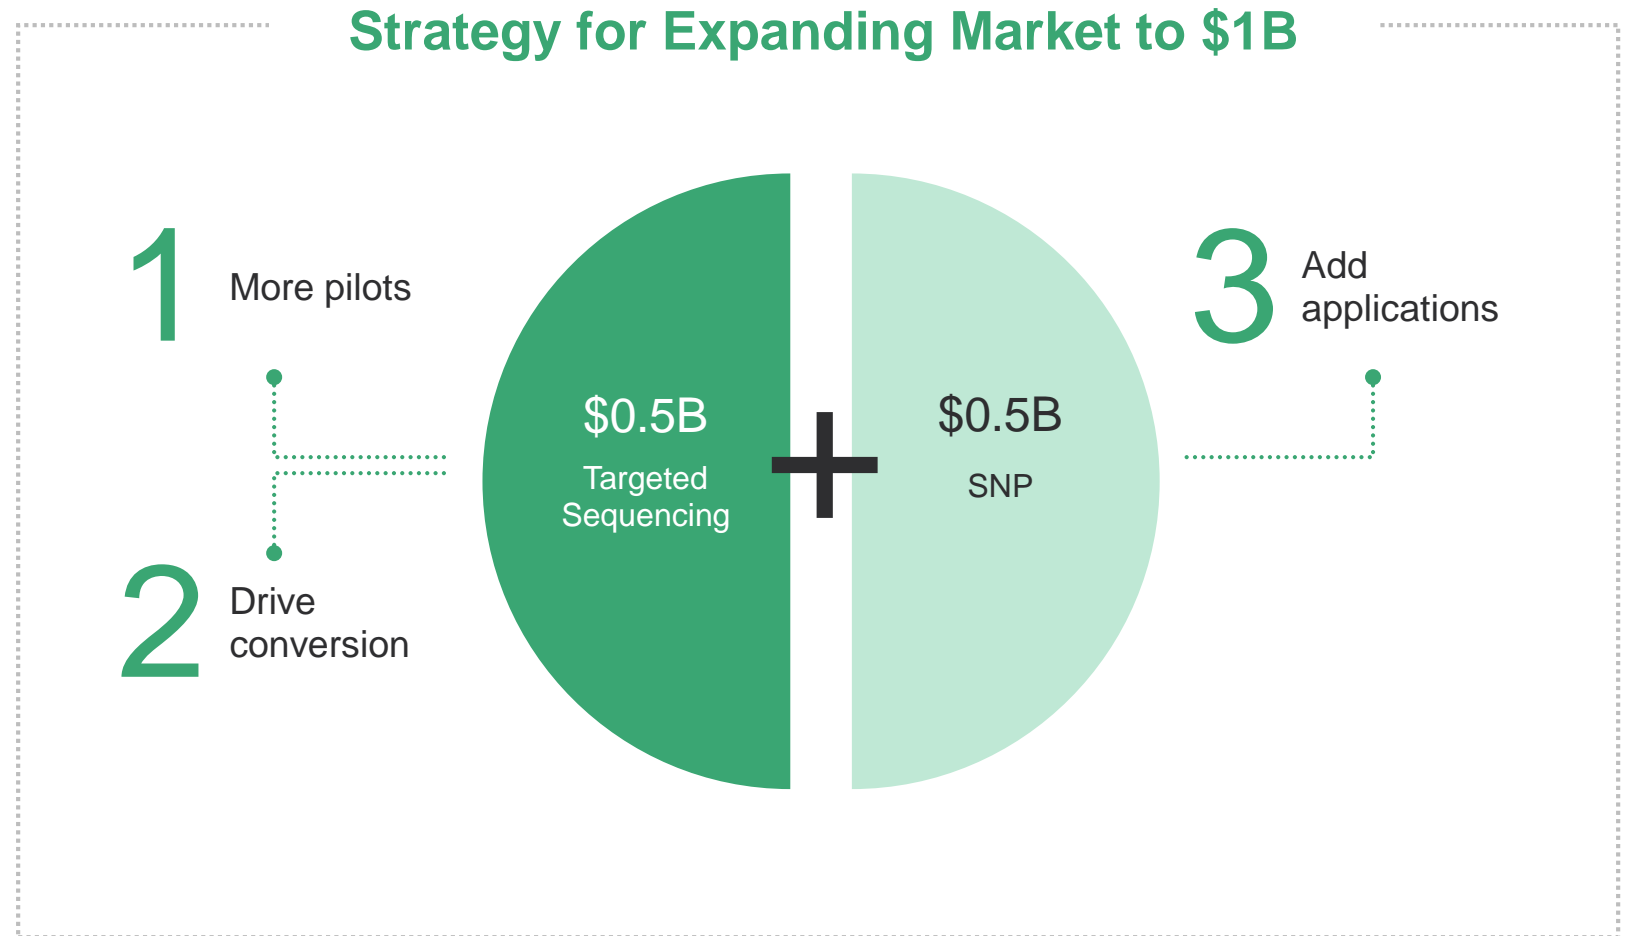 Strategy for Expanding Market to $1B
1
More pilots
2
Drive
conversion
$0.5B
Targeted
Sequencing
+
$0.5B
SNP
3
Add
applications